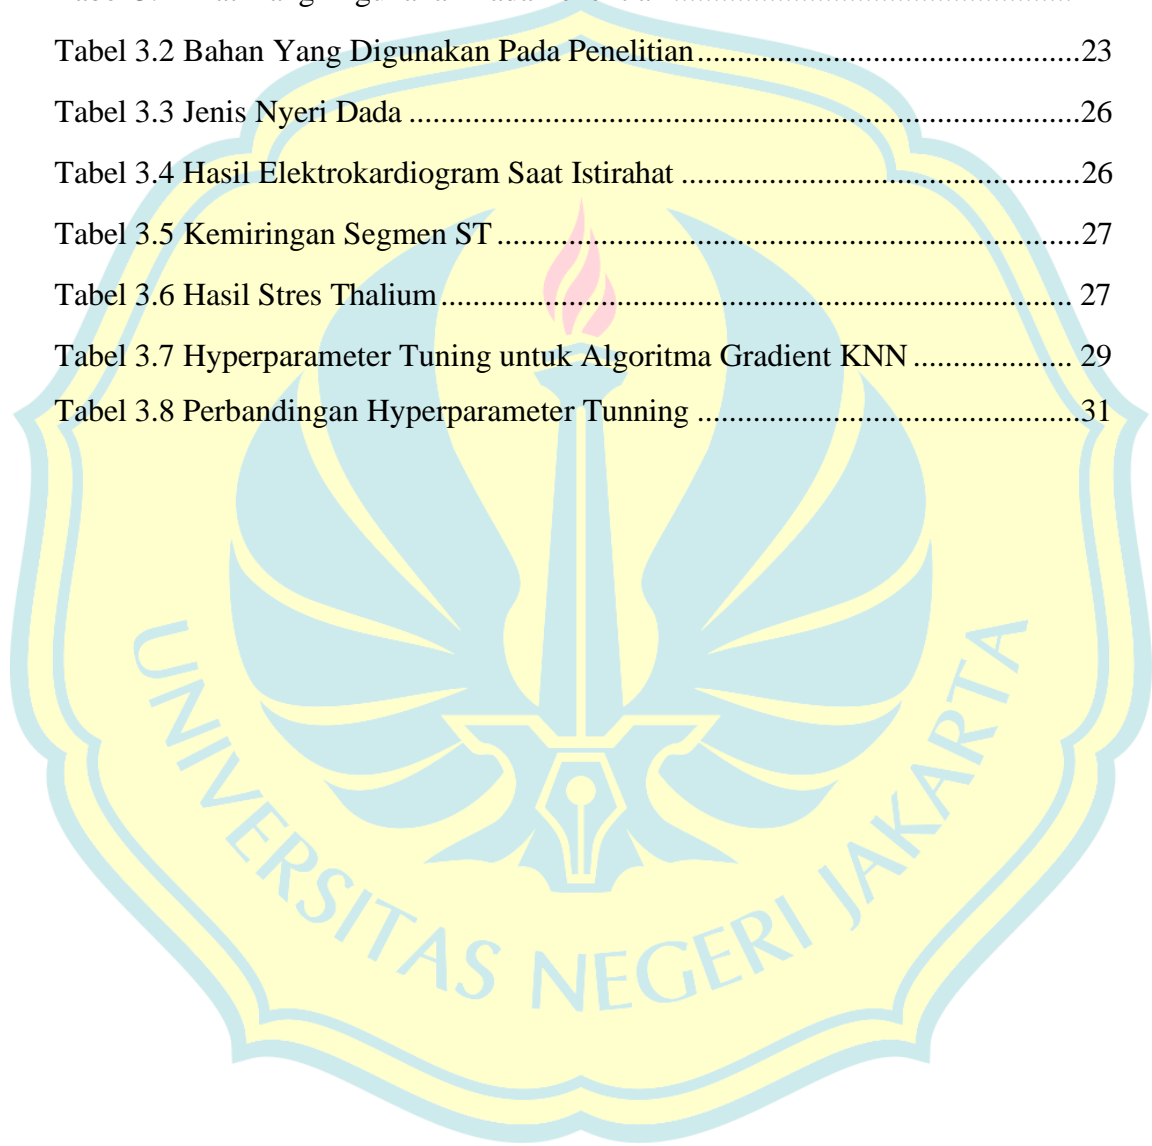 Tabel 3.2 Bahan Yang Digunakan Pada Penelitian................................................23
Tabel 3.3 Jenis Nyeri Dada .....................................................................................26
Tabel 3.4 Hasil Elektrokardiogram Saat Istirahat ..................................................26
Tabel 3.5 Kemiringan Segmen ST..........................................................................27
Tabel 3.6 Hasil Stres Thalium................................................................................ 27
Tabel 3.7 Hyperparameter Tuning untuk Algoritma Gradient KNN .................... 29
Tabel 3.8 Perbandingan Hyperparameter Tunning ................................................31
UNIVERSITAS NEGERI JAKARTA